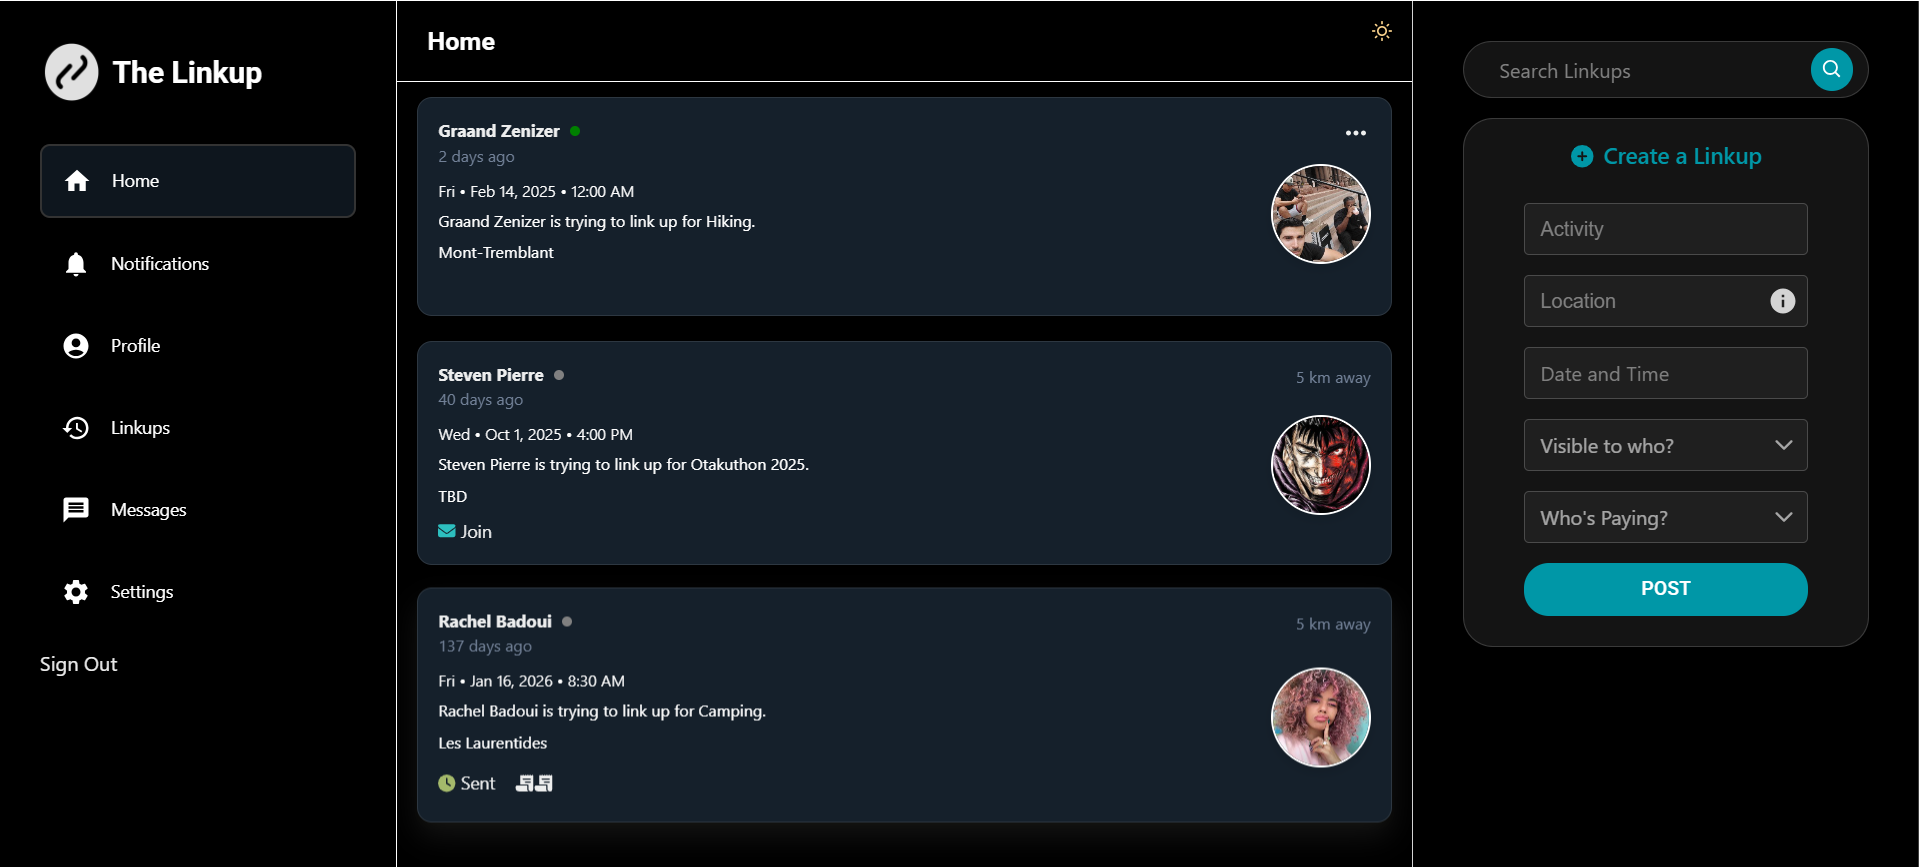 The Linkup
Home
Notifications
Profile
Linkups
Messages
Settings
Sign Out
Home
Graand Zenizer
2 days ago
Fri • Feb 14, 2025 • 12:00 AM
Graand Zenizer is trying to link up for Hiking.
Mont-Tremblant
Steven Pierre
5 km away
40 days ago
Wed • Oct 1, 2025 • 4:00 PM
Steven Pierre is trying to link up for Otakuthon 2025.
TBD
Join
Rachel Badoui
5 km away
137 days ago
Fri • Jan 16, 2026 • 8:30 AM
Rachel Badoui is trying to link up for Camping.
Les Laurentides
Sent
Search Linkups
Create a Linkup
Activity
Location
Date and Time
Visible to who?
Who's Paying?
POST